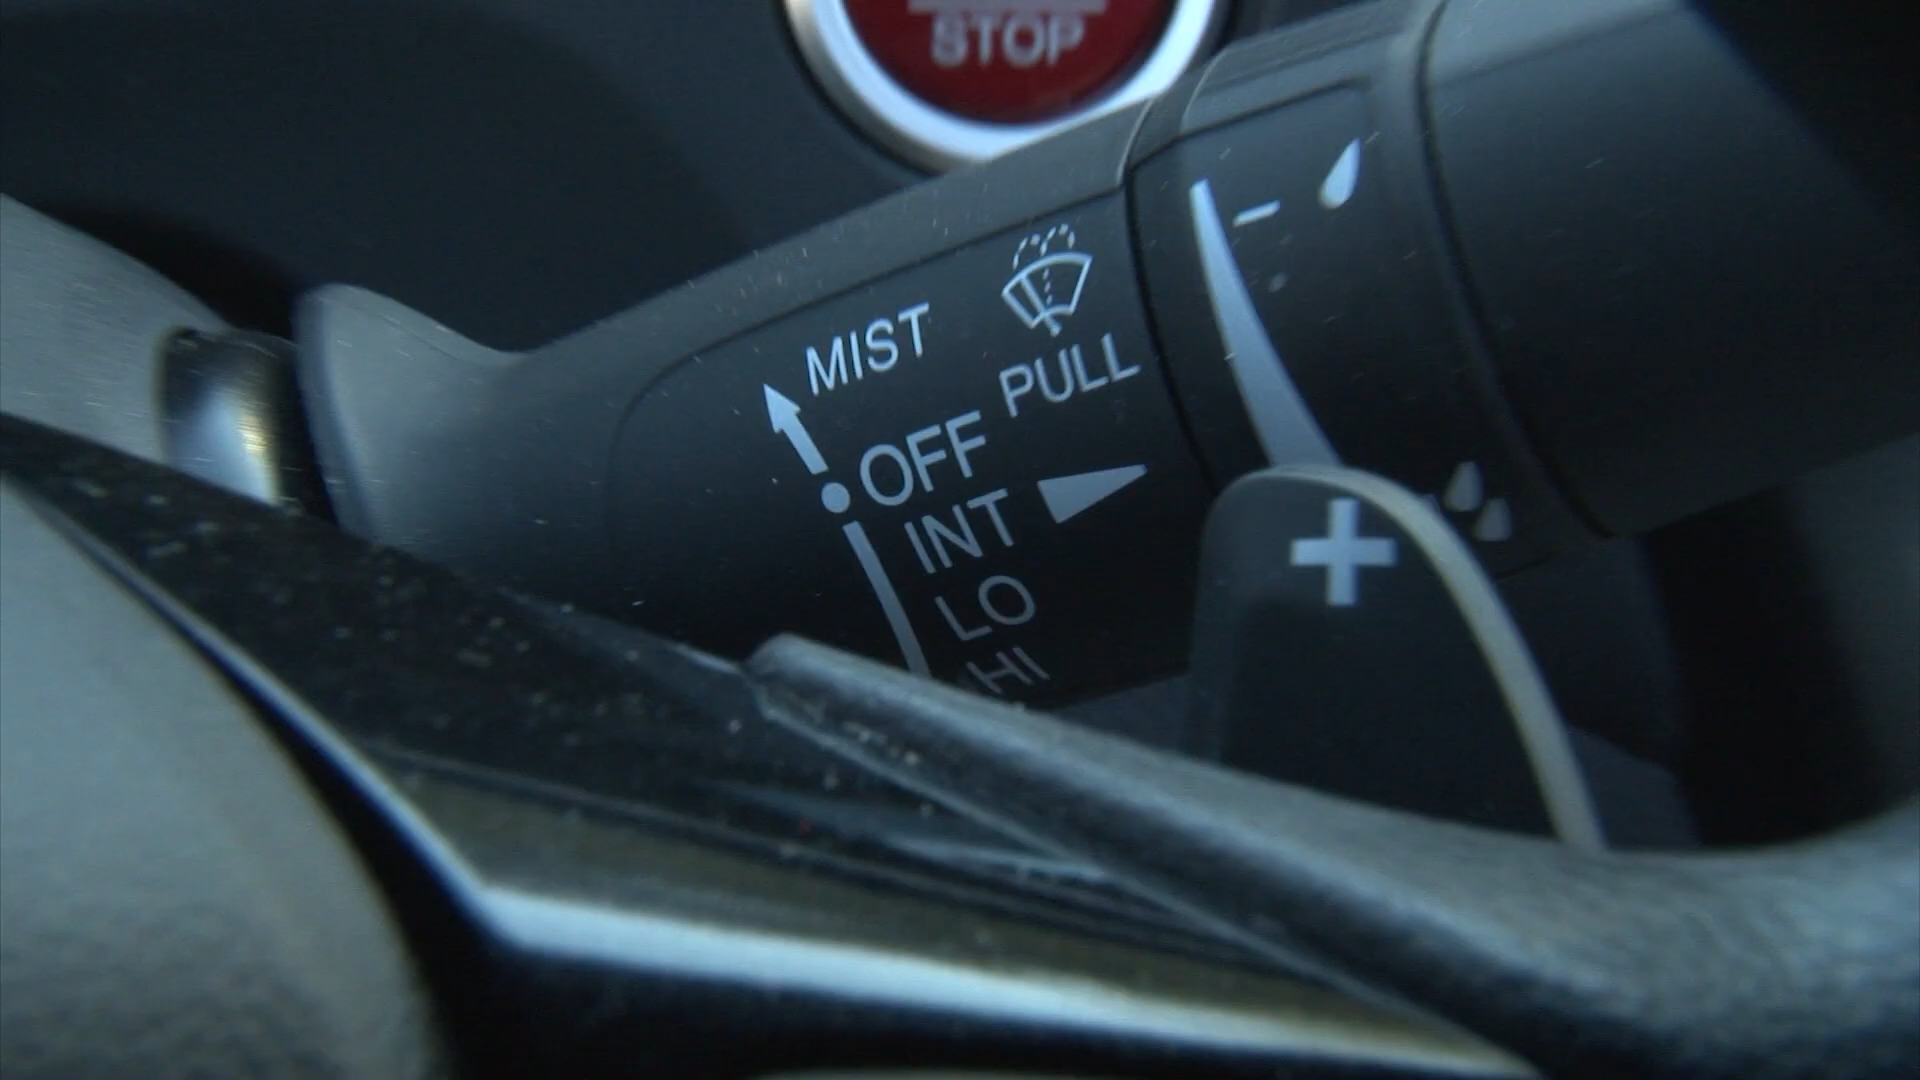 STOP
MIST
PULL
OFF
INT
LO
HI
-
+